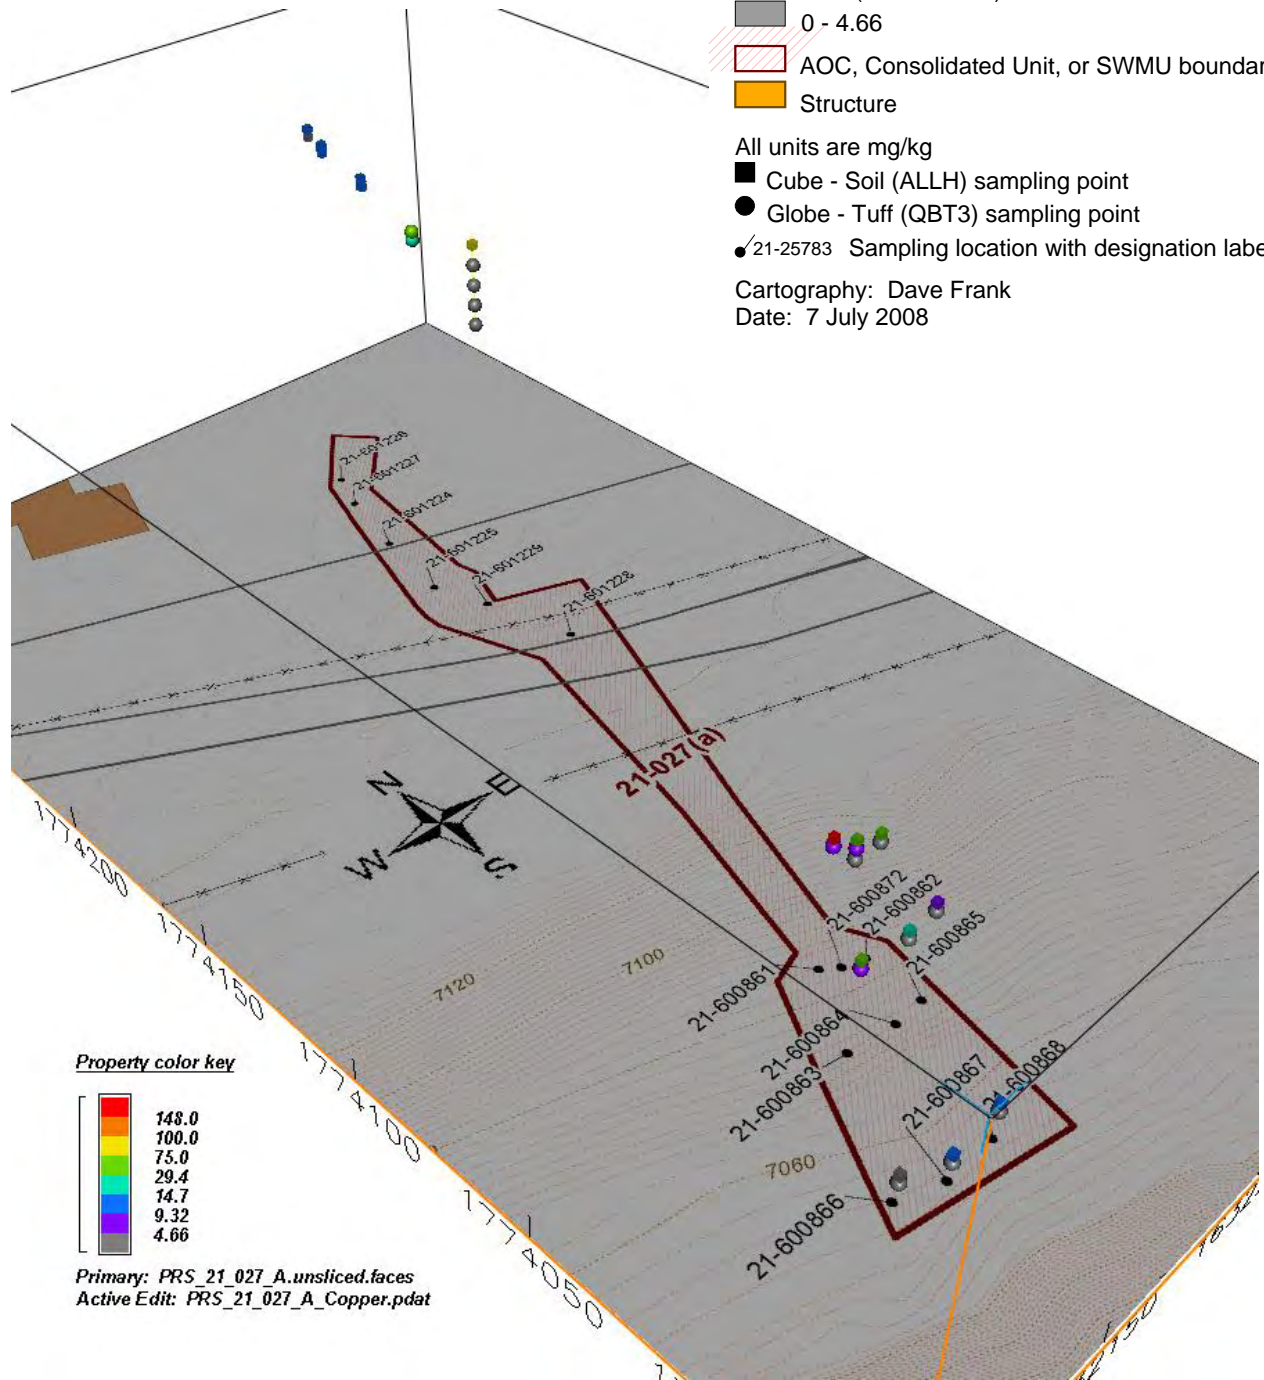 0 - 4.66
AOC, Consolidated Unit, or SWMU boundar
Structure
All units are mg/kg
Cube - Soil (ALLH) sampling point
Globe - Tuff (QBT3) sampling point
21-25783 Sampling location with designation labe
Cartography: Dave Frank
Date: 7 July 2008
21-601226
21-601227
21-601224
21-601225
21-601229
21-601228
21-027(a)
N
E
W
S
21-600872
21-600862
21-600865
21-600861
21-600864
21-600863
21-600867
21-600868
21-600866
7120
7100
7060
1774200
1774150
1774100
1774050
Property color key
148.0
100.0
75.0
29.4
14.7
9.32
4.66
Primary: PRS_21_027_A.unsliced.faces
Active Edit: PRS_21_027_A_Copper.pdat